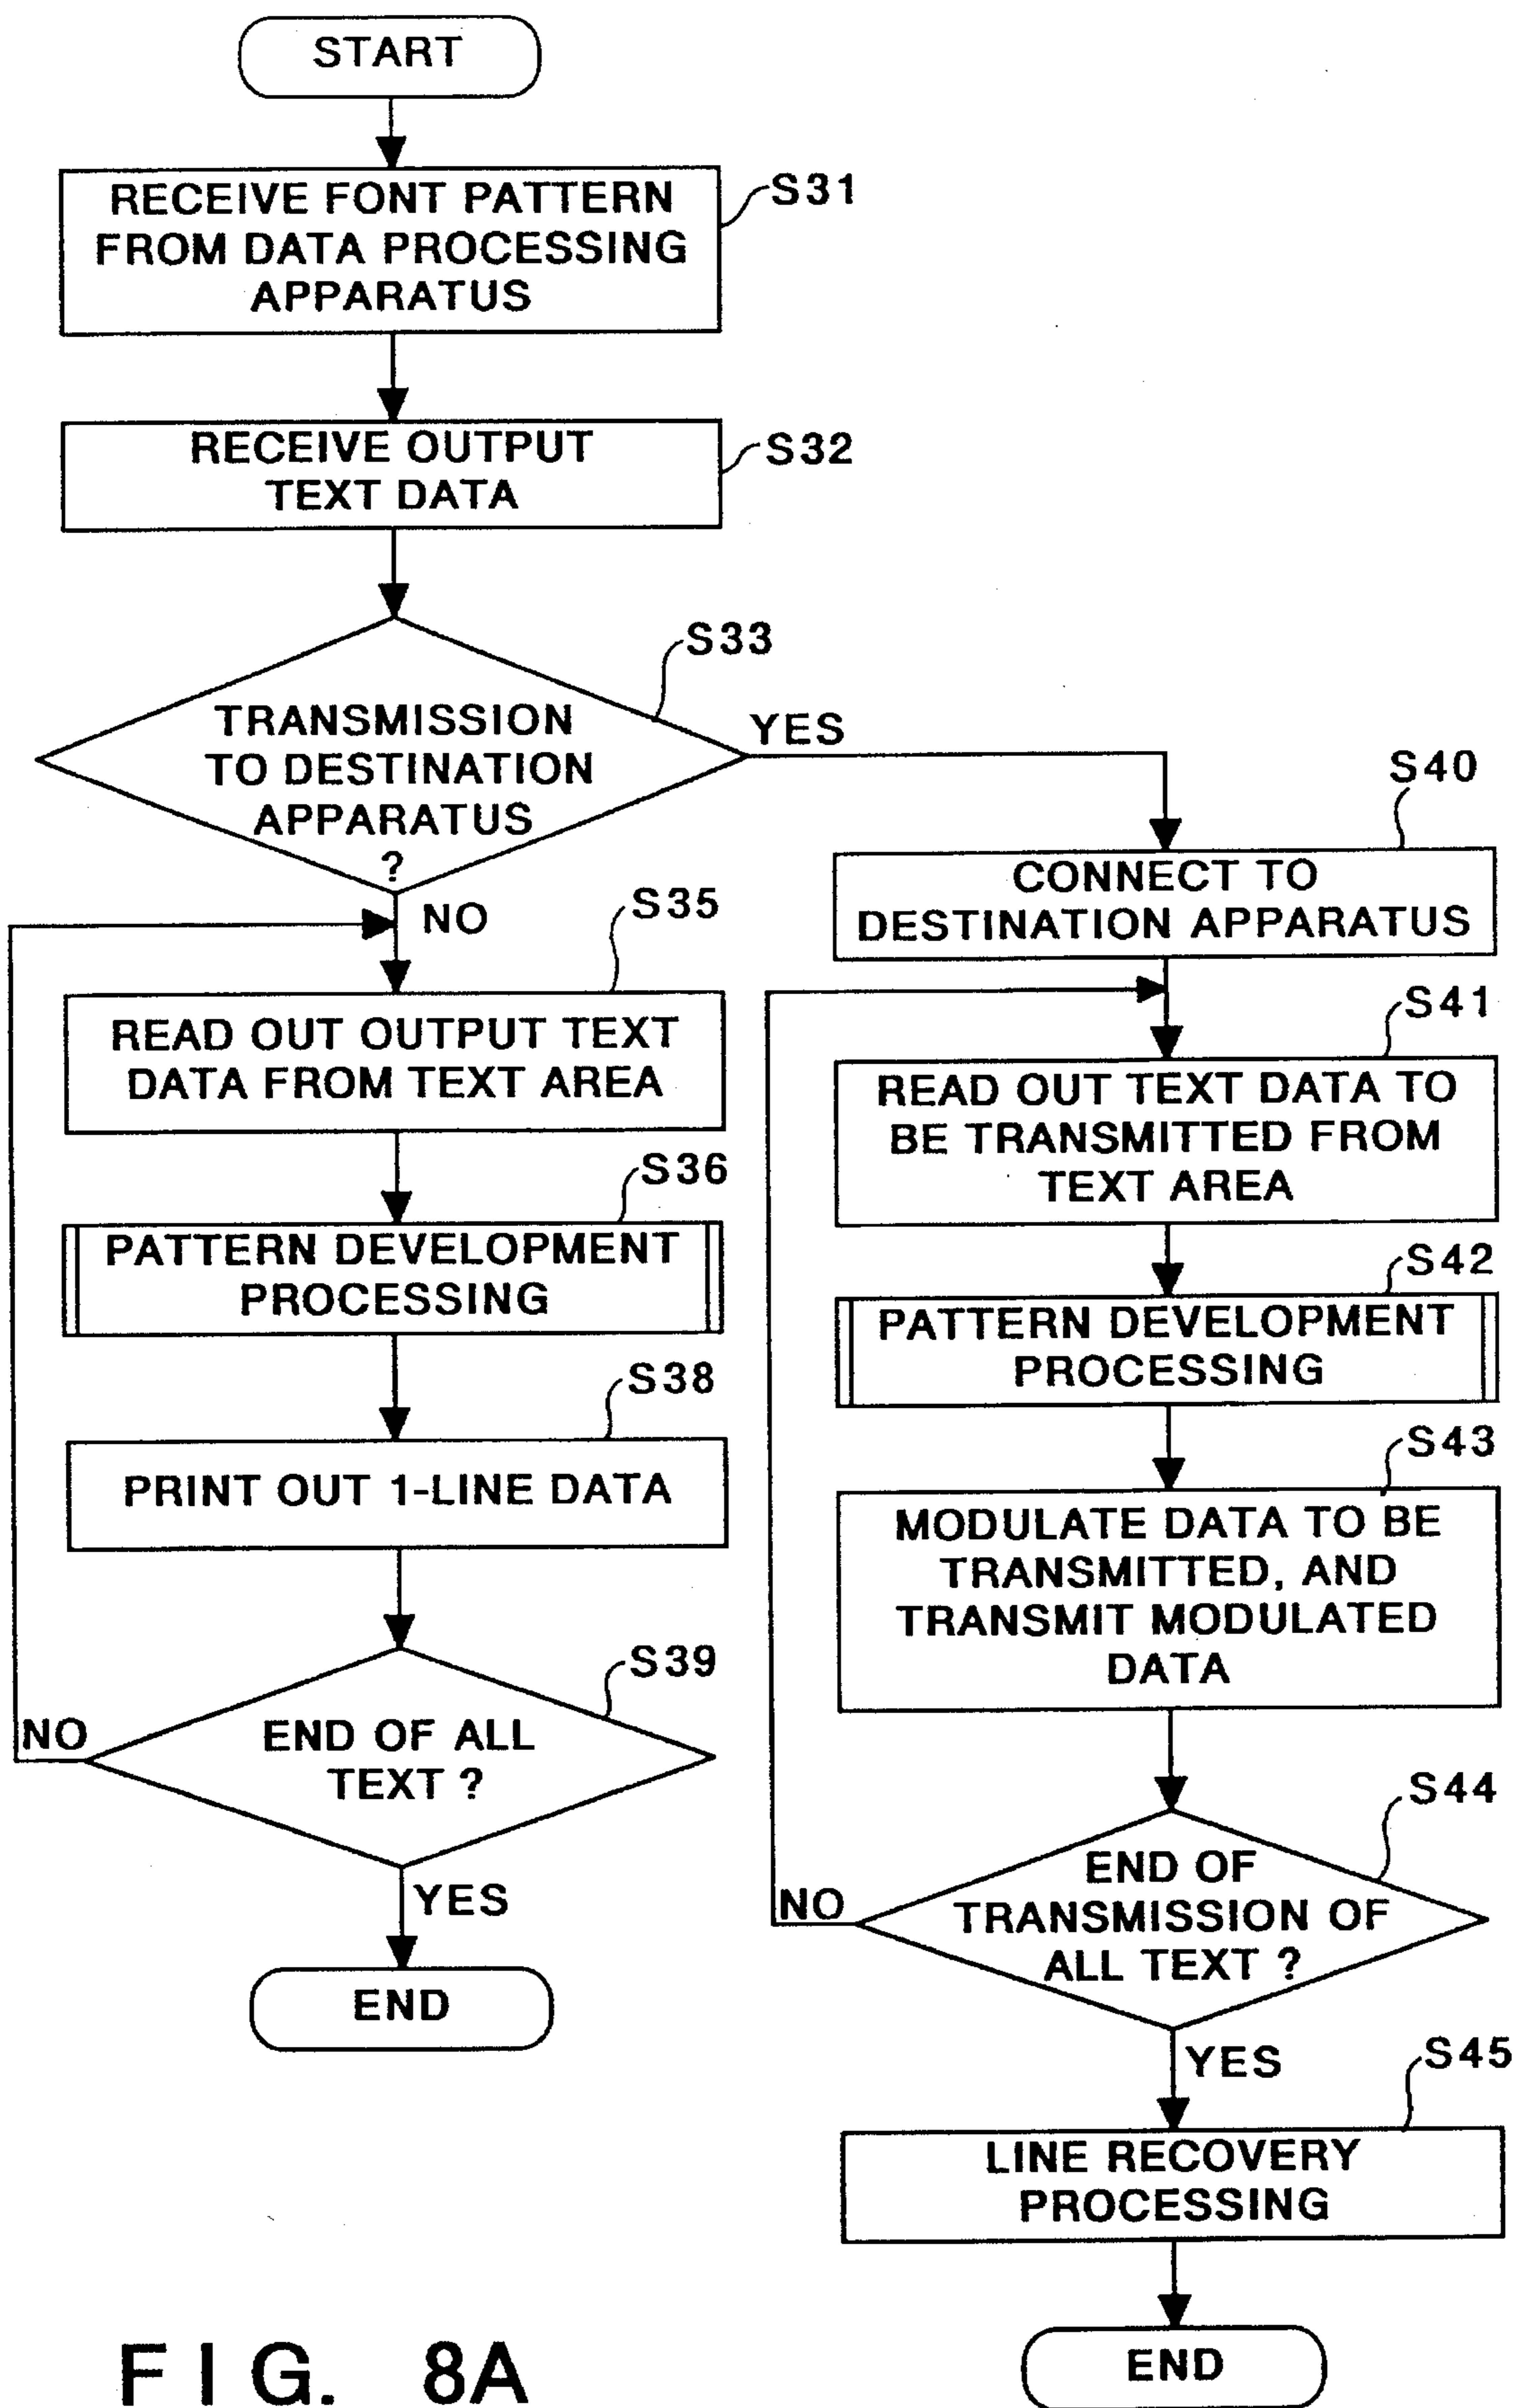 START
RECEIVE FONT PATTERN
FROM DATA PROCESSING
APPARATUS
S31
RECEIVE OUTPUT
TEXT DATA
S32
S33
TRANSMISSION
TO DESTINATION
APPARATUS
?
YES
NO
S35
READ OUT OUTPUT TEXT
DATA FROM TEXT AREA
S36
PATTERN DEVELOPMENT
PROCESSING
S38
PRINT OUT 1-LINE DATA
S39
END OF ALL
TEXT ?
NO
YES
END
S40
CONNECT TO
DESTINATION APPARATUS
S41
READ OUT TEXT DATA TO
BE TRANSMITTED FROM
TEXT AREA
S42
PATTERN DEVELOPMENT
PROCESSING
S43
MODULATE DATA TO BE
TRANSMITTED, AND
TRANSMIT MODULATED
DATA
S44
END OF
TRANSMISSION OF
ALL TEXT ?
NO
YES
S45
LINE RECOVERY
PROCESSING
END
FIG. 8A